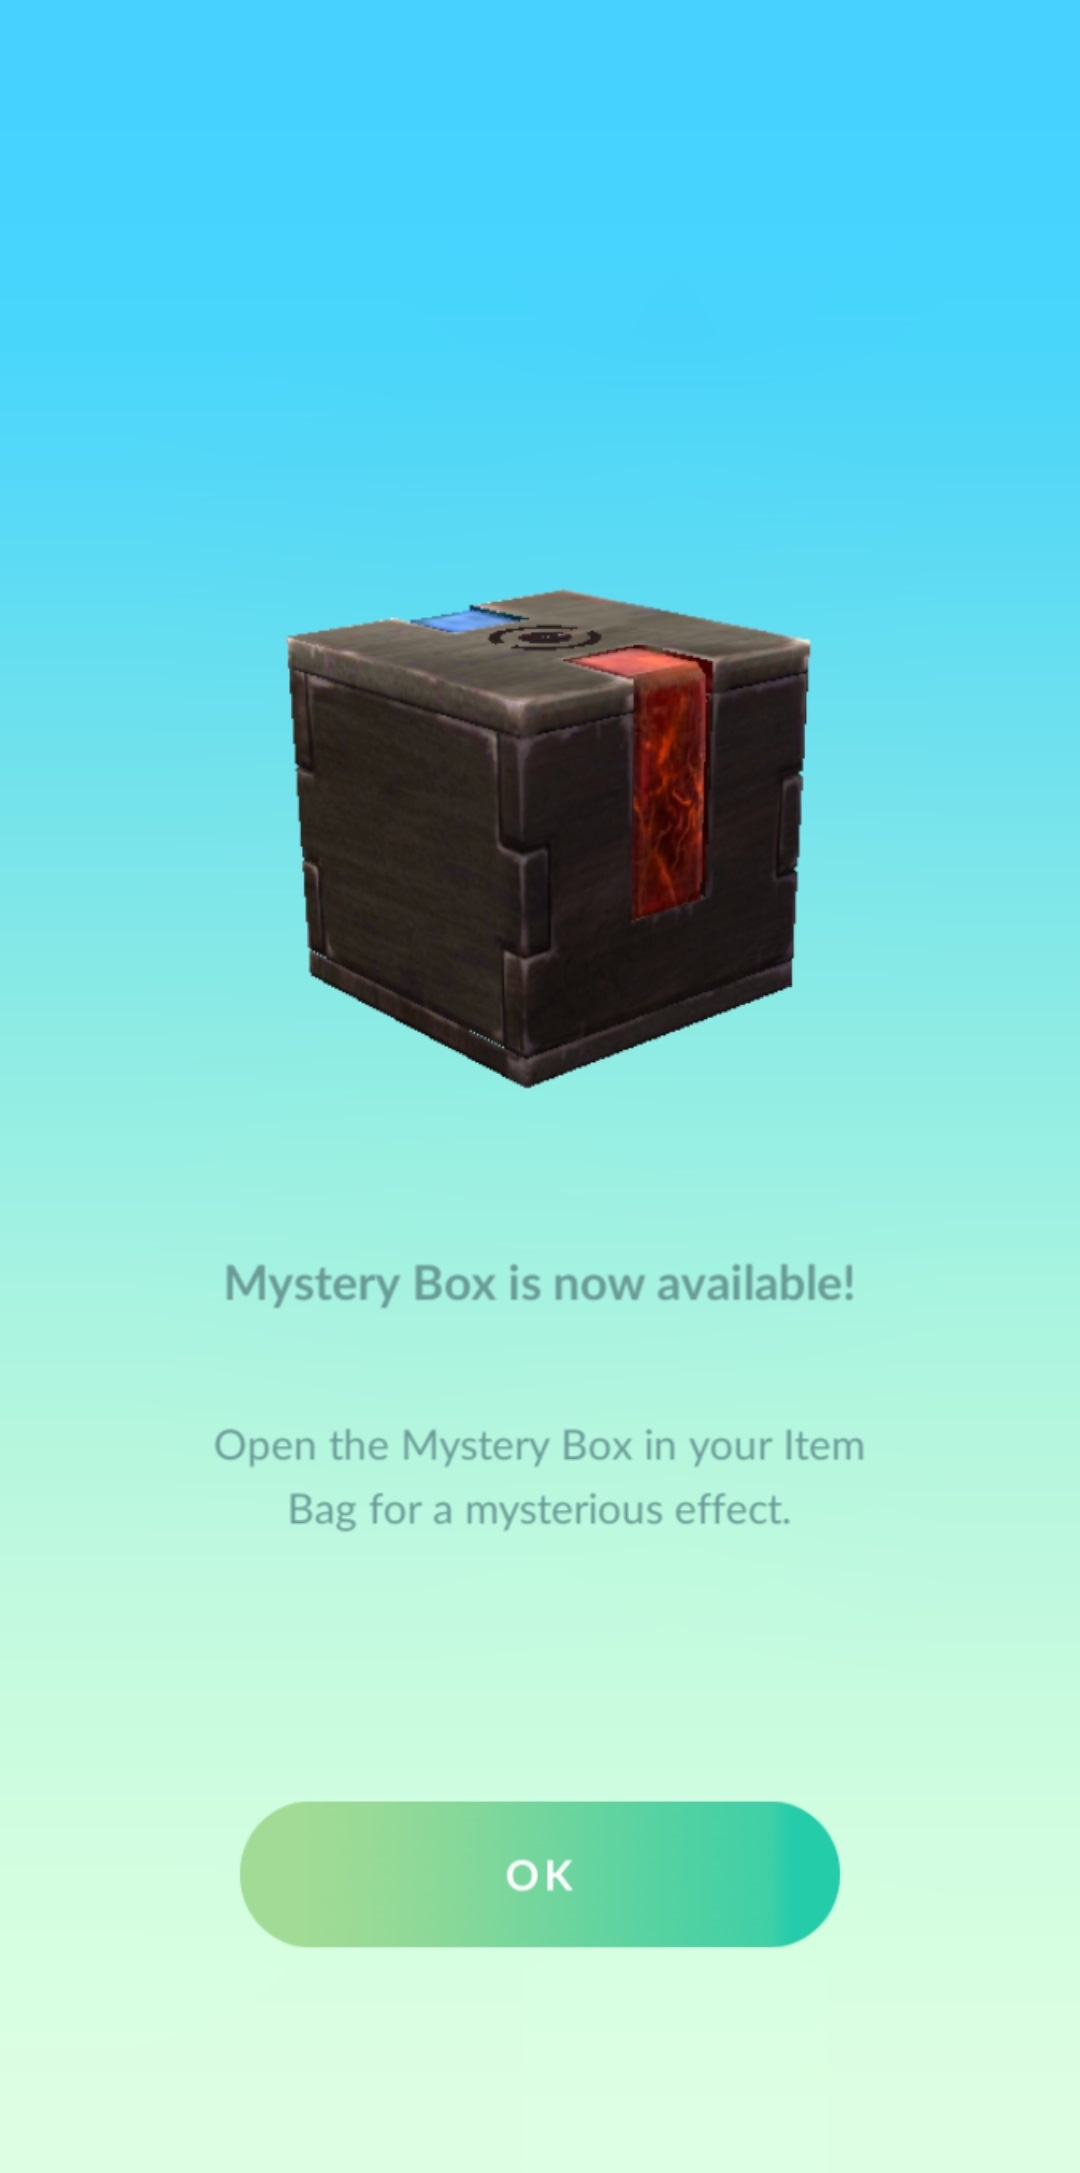 Mystery Box is now available!
Open the Mystery Box in your Item
Bag for a mysterious effect.
OK